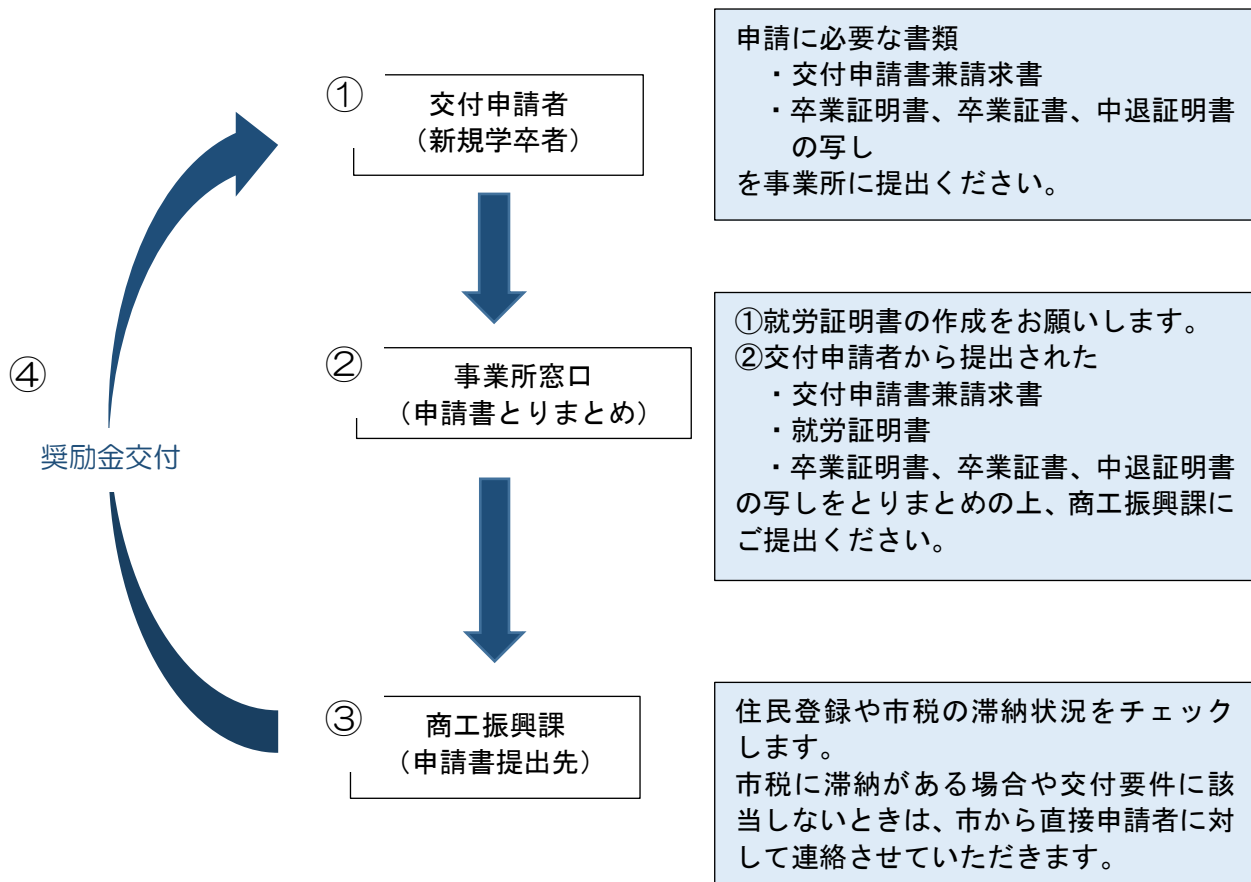 ①
交付申請者
（新規学卒者）
申請に必要な書類
・交付申請書兼請求書
・卒業証明書、卒業証書、中退証明書
の写し
を事業所に提出ください。
②
事業所窓口
（申請書とりまとめ）
①就労証明書の作成をお願いします。
②交付申請者から提出された
・交付申請書兼請求書
・就労証明書
・卒業証明書、卒業証書、中退証明書
の写しをとりまとめの上、商工振興課に
ご提出ください。
③
商工振興課
（申請書提出先）
住民登録や市税の滞納状況をチェック
します。
市税に滞納がある場合や交付要件に該
当しないときは、市から直接申請者に対
して連絡させていただきます。
④
奨励金交付